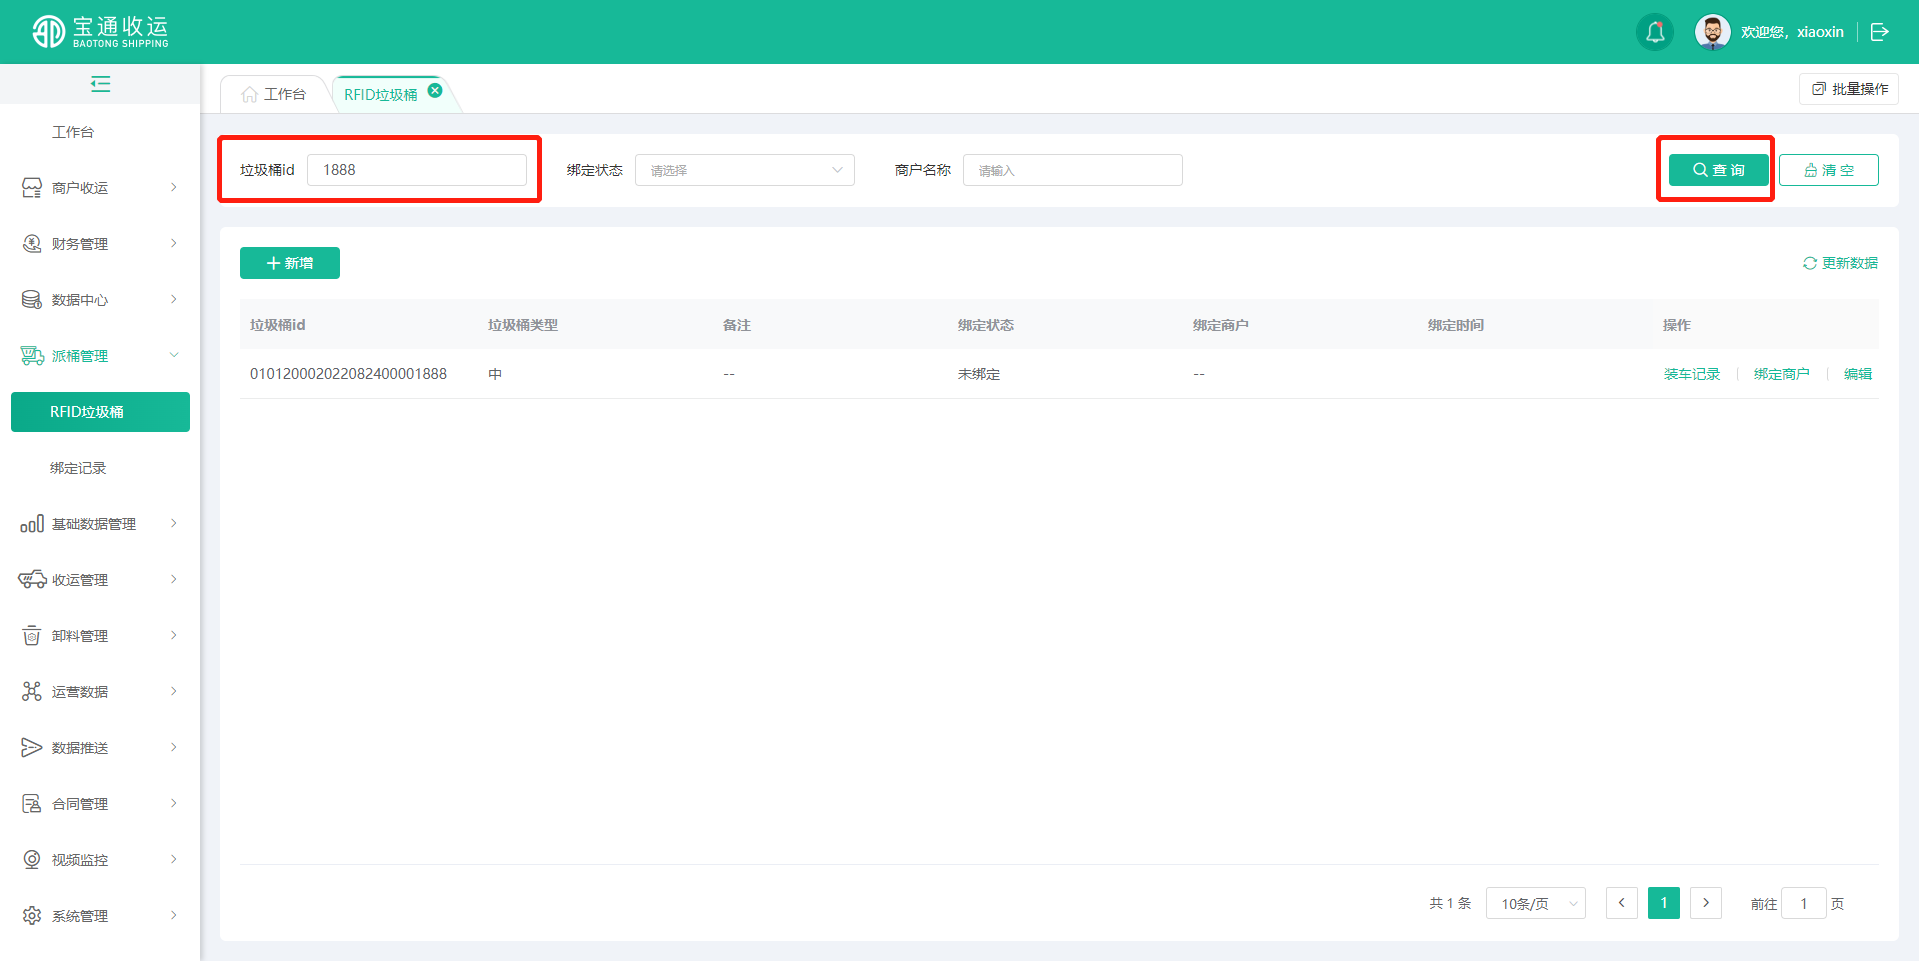 宝通收运
BAOTONG SHIPPING
欢迎您，xiaoxin
工作台
RFID垃圾桶
批量操作
工作台
商户收运
财务管理
数据中心
派桶管理
RFID垃圾桶
绑定记录
基础数据管理
收运管理
卸料管理
运营数据
数据推送
合同管理
视频监控
系统管理
垃圾桶id 1888 绑定状态 请选择 商户名称 请输入 查 询 清 空
新增 更新数据
垃圾桶id 垃圾桶类型 备注 绑定状态 绑定商户 绑定时间 操作
010120002022082400001888 中 -- 未绑定 -- 装车记录 绑定商户 编辑
共 1 条 10条/页 1 前往 1 页